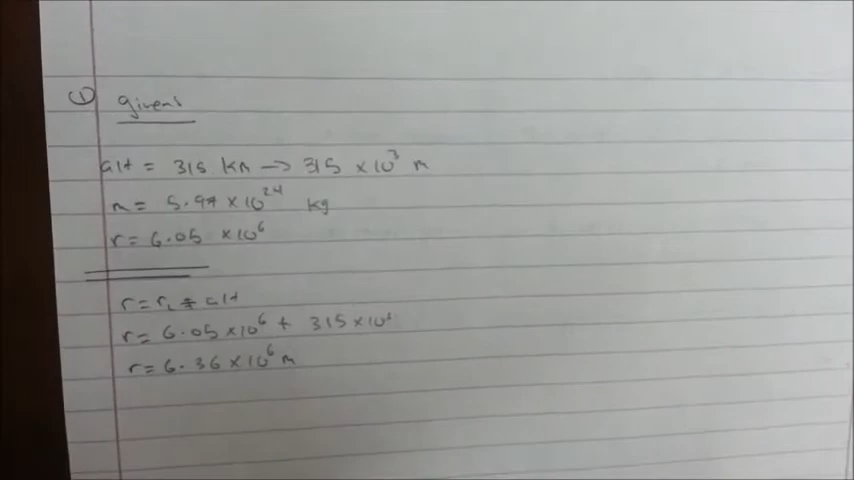 ① givens
alt = 315 km → 315 × 10³ m
m = 5.97 × 10²⁴ kg
r = 6.05 × 10⁶
r = r₁ + alt
r = 6.05 × 10⁶ + 315 × 10³
r = 6.36 × 10⁶ m